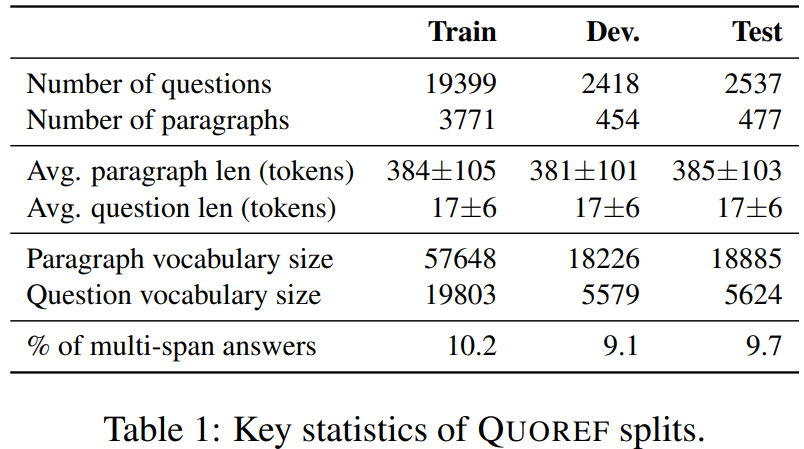 Train Dev. Test
Number of questions 19399 2418 2537
Number of paragraphs 3771 454 477
Avg. paragraph len (tokens) 384±105 381±101 385±103
Avg. question len (tokens) 17±6 17±6 17±6
Paragraph vocabulary size 57648 18226 18885
Question vocabulary size 19803 5579 5624
% of multi-span answers 10.2 9.1 9.7
Table 1: Key statistics of QUOREF splits.